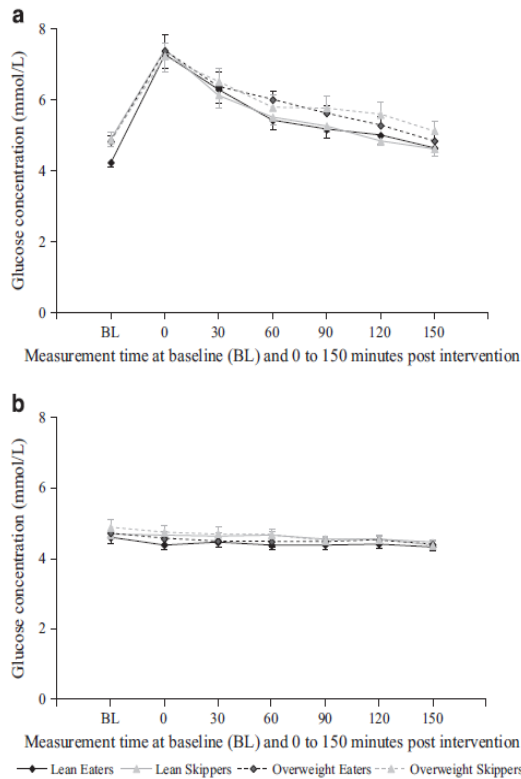 a
Glucose concentration (mmol/L)
8
6
4
2
0
BL 0 30 60 90 120 150
Measurement time at baseline (BL) and 0 to 150 minutes post intervention
b
Glucose concentration (mmol/L)
8
6
4
2
0
BL 0 30 60 90 120 150
Measurement time at baseline (BL) and 0 to 150 minutes post intervention
Lean Eaters Lean Skippers Overweight Eaters Overweight Skippers